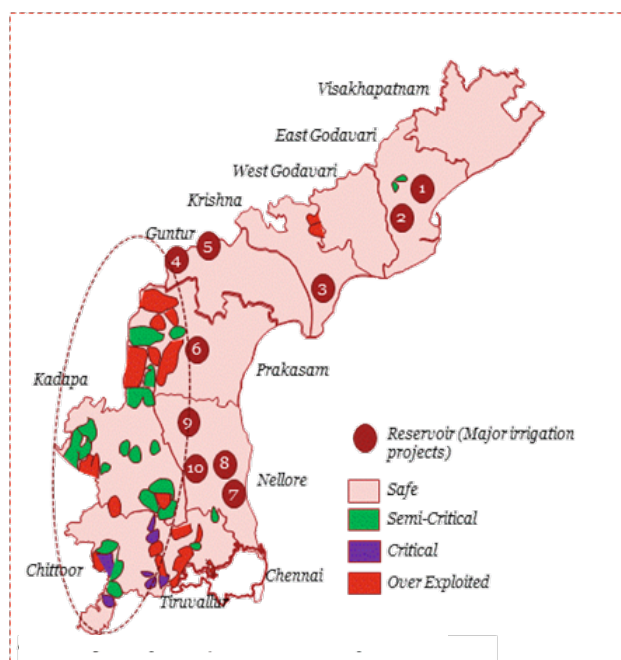 Visakhapatnam
East Godavari
West Godavari
Krishna
Guntur
1
2
3
4
5
6
Kadapa
Prakasam
9
10
8
7
Nellore
Chittoor
Tiruvallur
Chennai
Reservoir (Major irrigation
projects)
Safe
Semi-Critical
Critical
Over Exploited